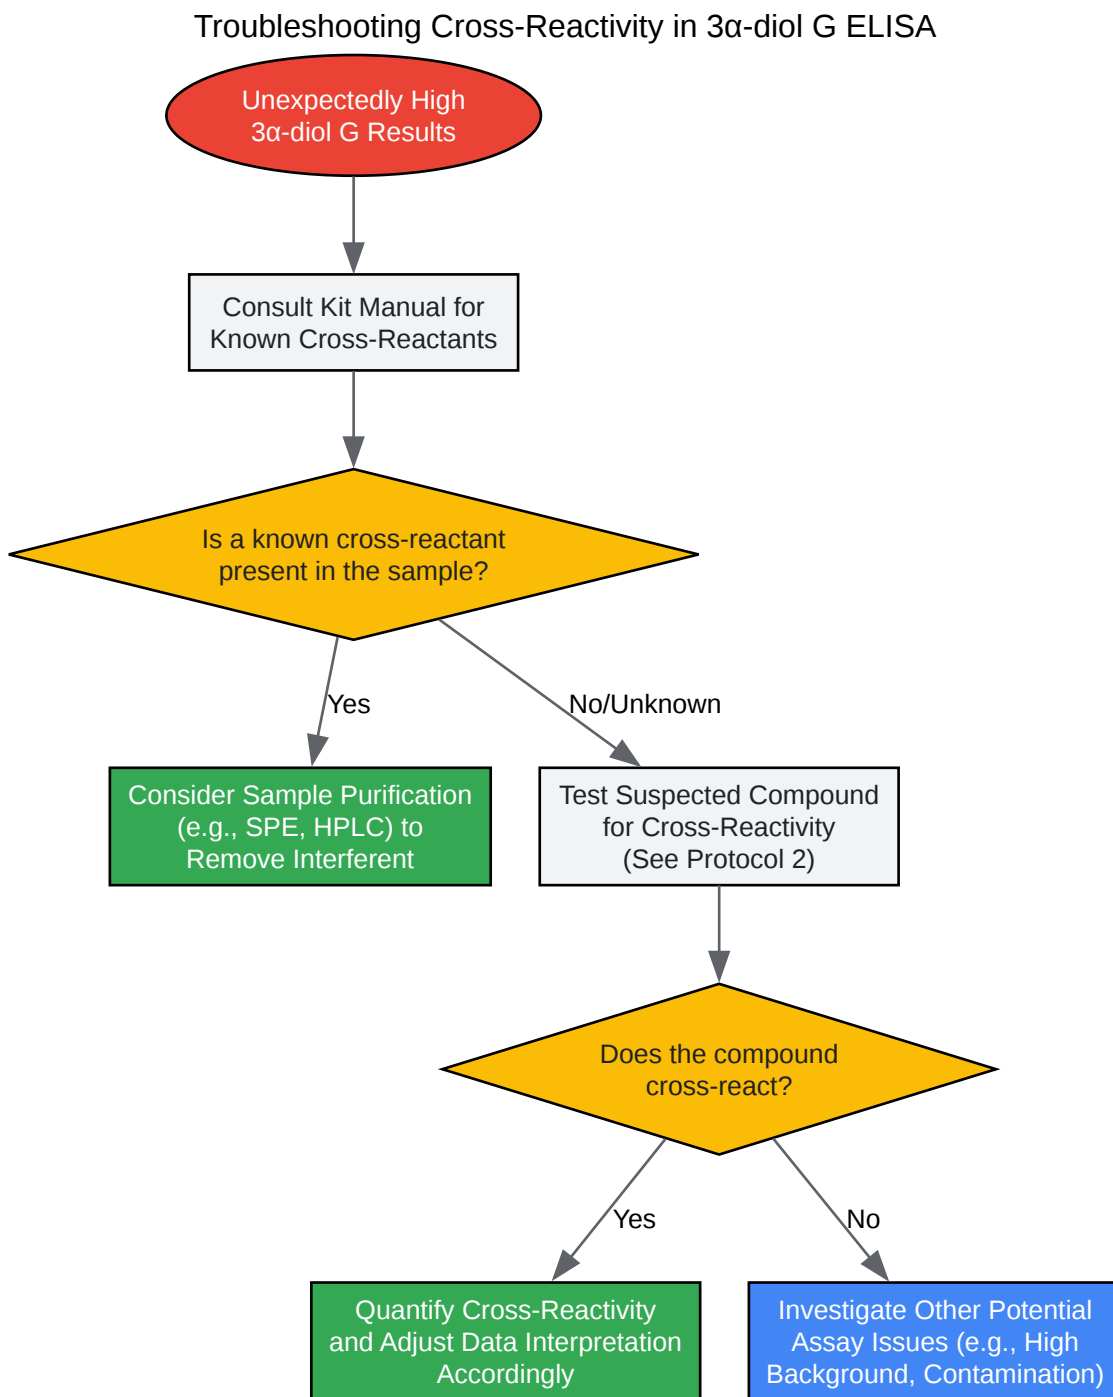 Troubleshooting Cross-Reactivity in 3α-diol G ELISA
Unexpectedly High
3α-diol G Results
Consult Kit Manual for
Known Cross-Reactants
Is a known cross-reactant
present in the sample?
Yes
No/Unknown
Consider Sample Purification
(e.g., SPE, HPLC) to
Remove Interferent
Test Suspected Compound
for Cross-Reactivity
(See Protocol 2)
Does the compound
cross-react?
Yes
No
Quantify Cross-Reactivity
and Adjust Data Interpretation
Accordingly
Investigate Other Potential
Assay Issues (e.g., High
Background, Contamination)